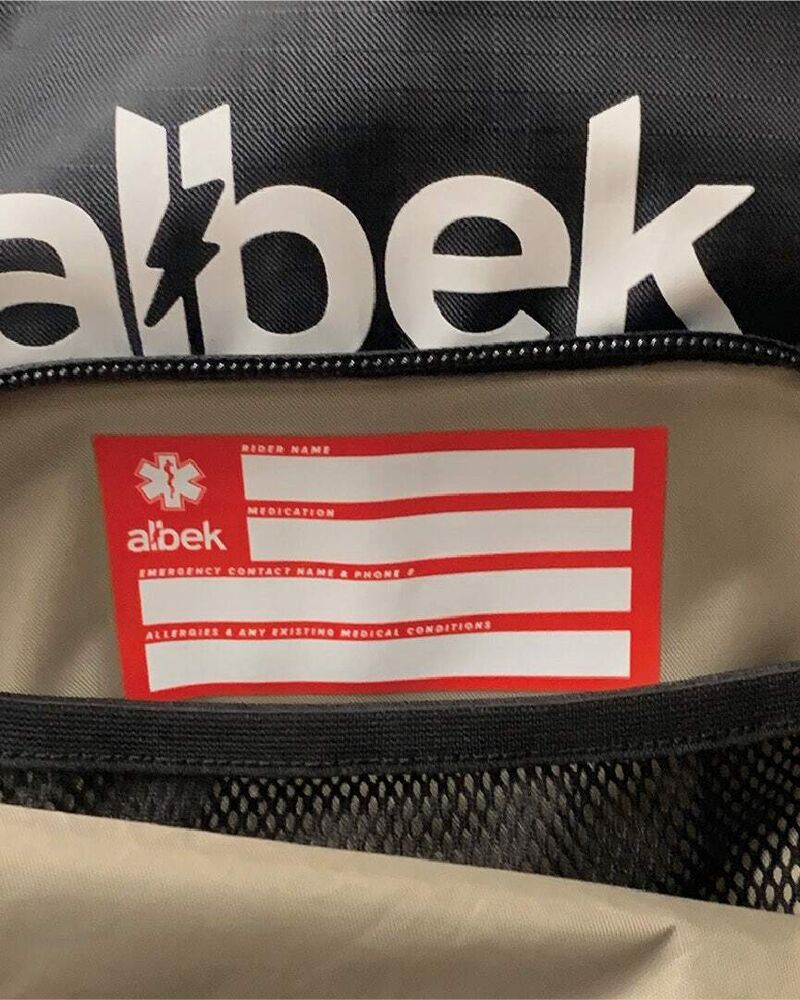 albek
RIDER NAME
MEDICATION
albek
EMERGENCY CONTACT NAME & PHONE #
ALLERGIES & ANY EXISTING MEDICAL CONDITIONS